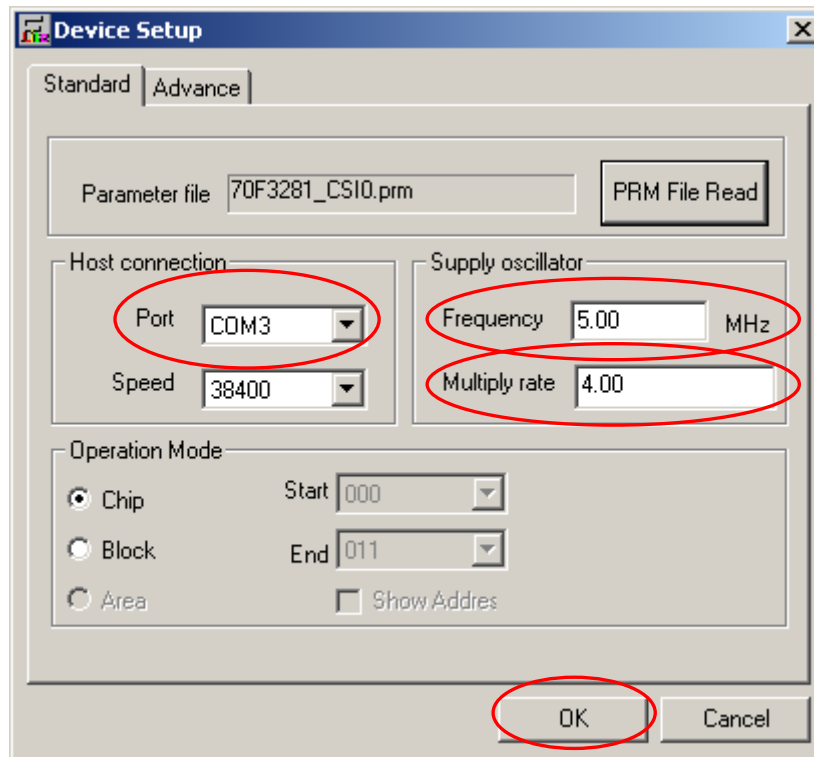 Device Setup
Standard Advance
Parameter file 70F3281_CSI0.prm PRM File Read
Host connection
Port COM3
Speed 38400
Supply oscillator
Frequency 5.00 MHz
Multiply rate 4.00
Operation Mode
Chip
Block
Area
Start 000
End 011
Show Addres
OK Cancel